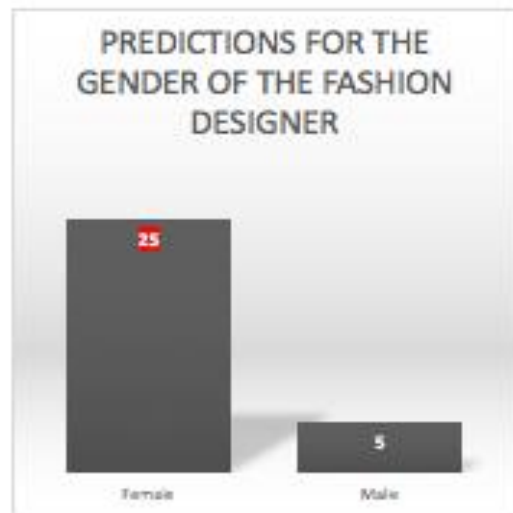 PREDICTIONS FOR THE
GENDER OF THE FASHION
DESIGNER
25
5
Female
Male